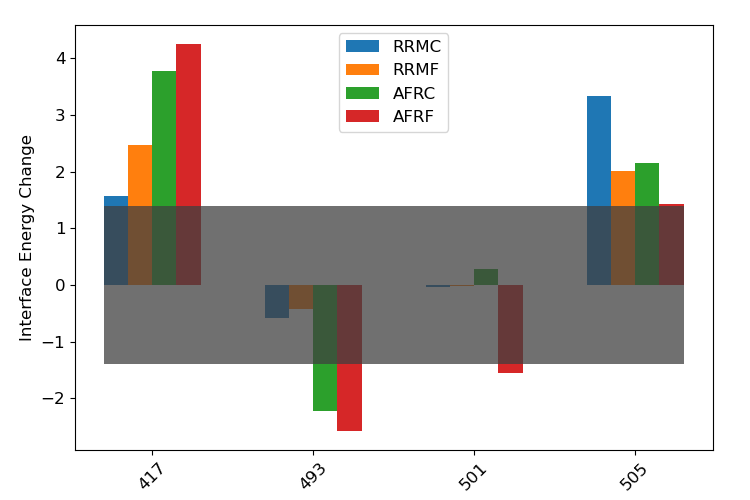 RRMC
RRMF
AFRC
AFRF
Interface Energy Change
4
3
2
1
0
−1
−2
417
493
501
505